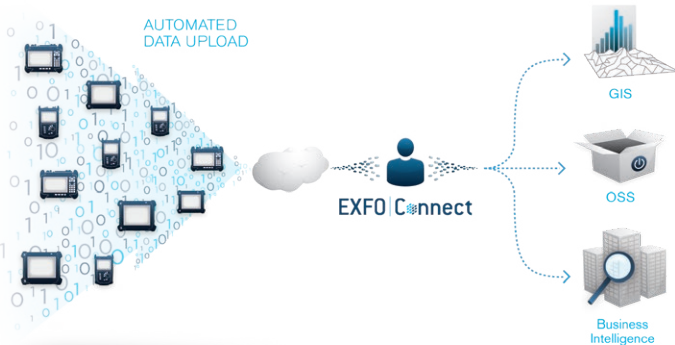 AUTOMATED
DATA UPLOAD
GIS
EXFO|Connect
OSS
Business
Intelligence